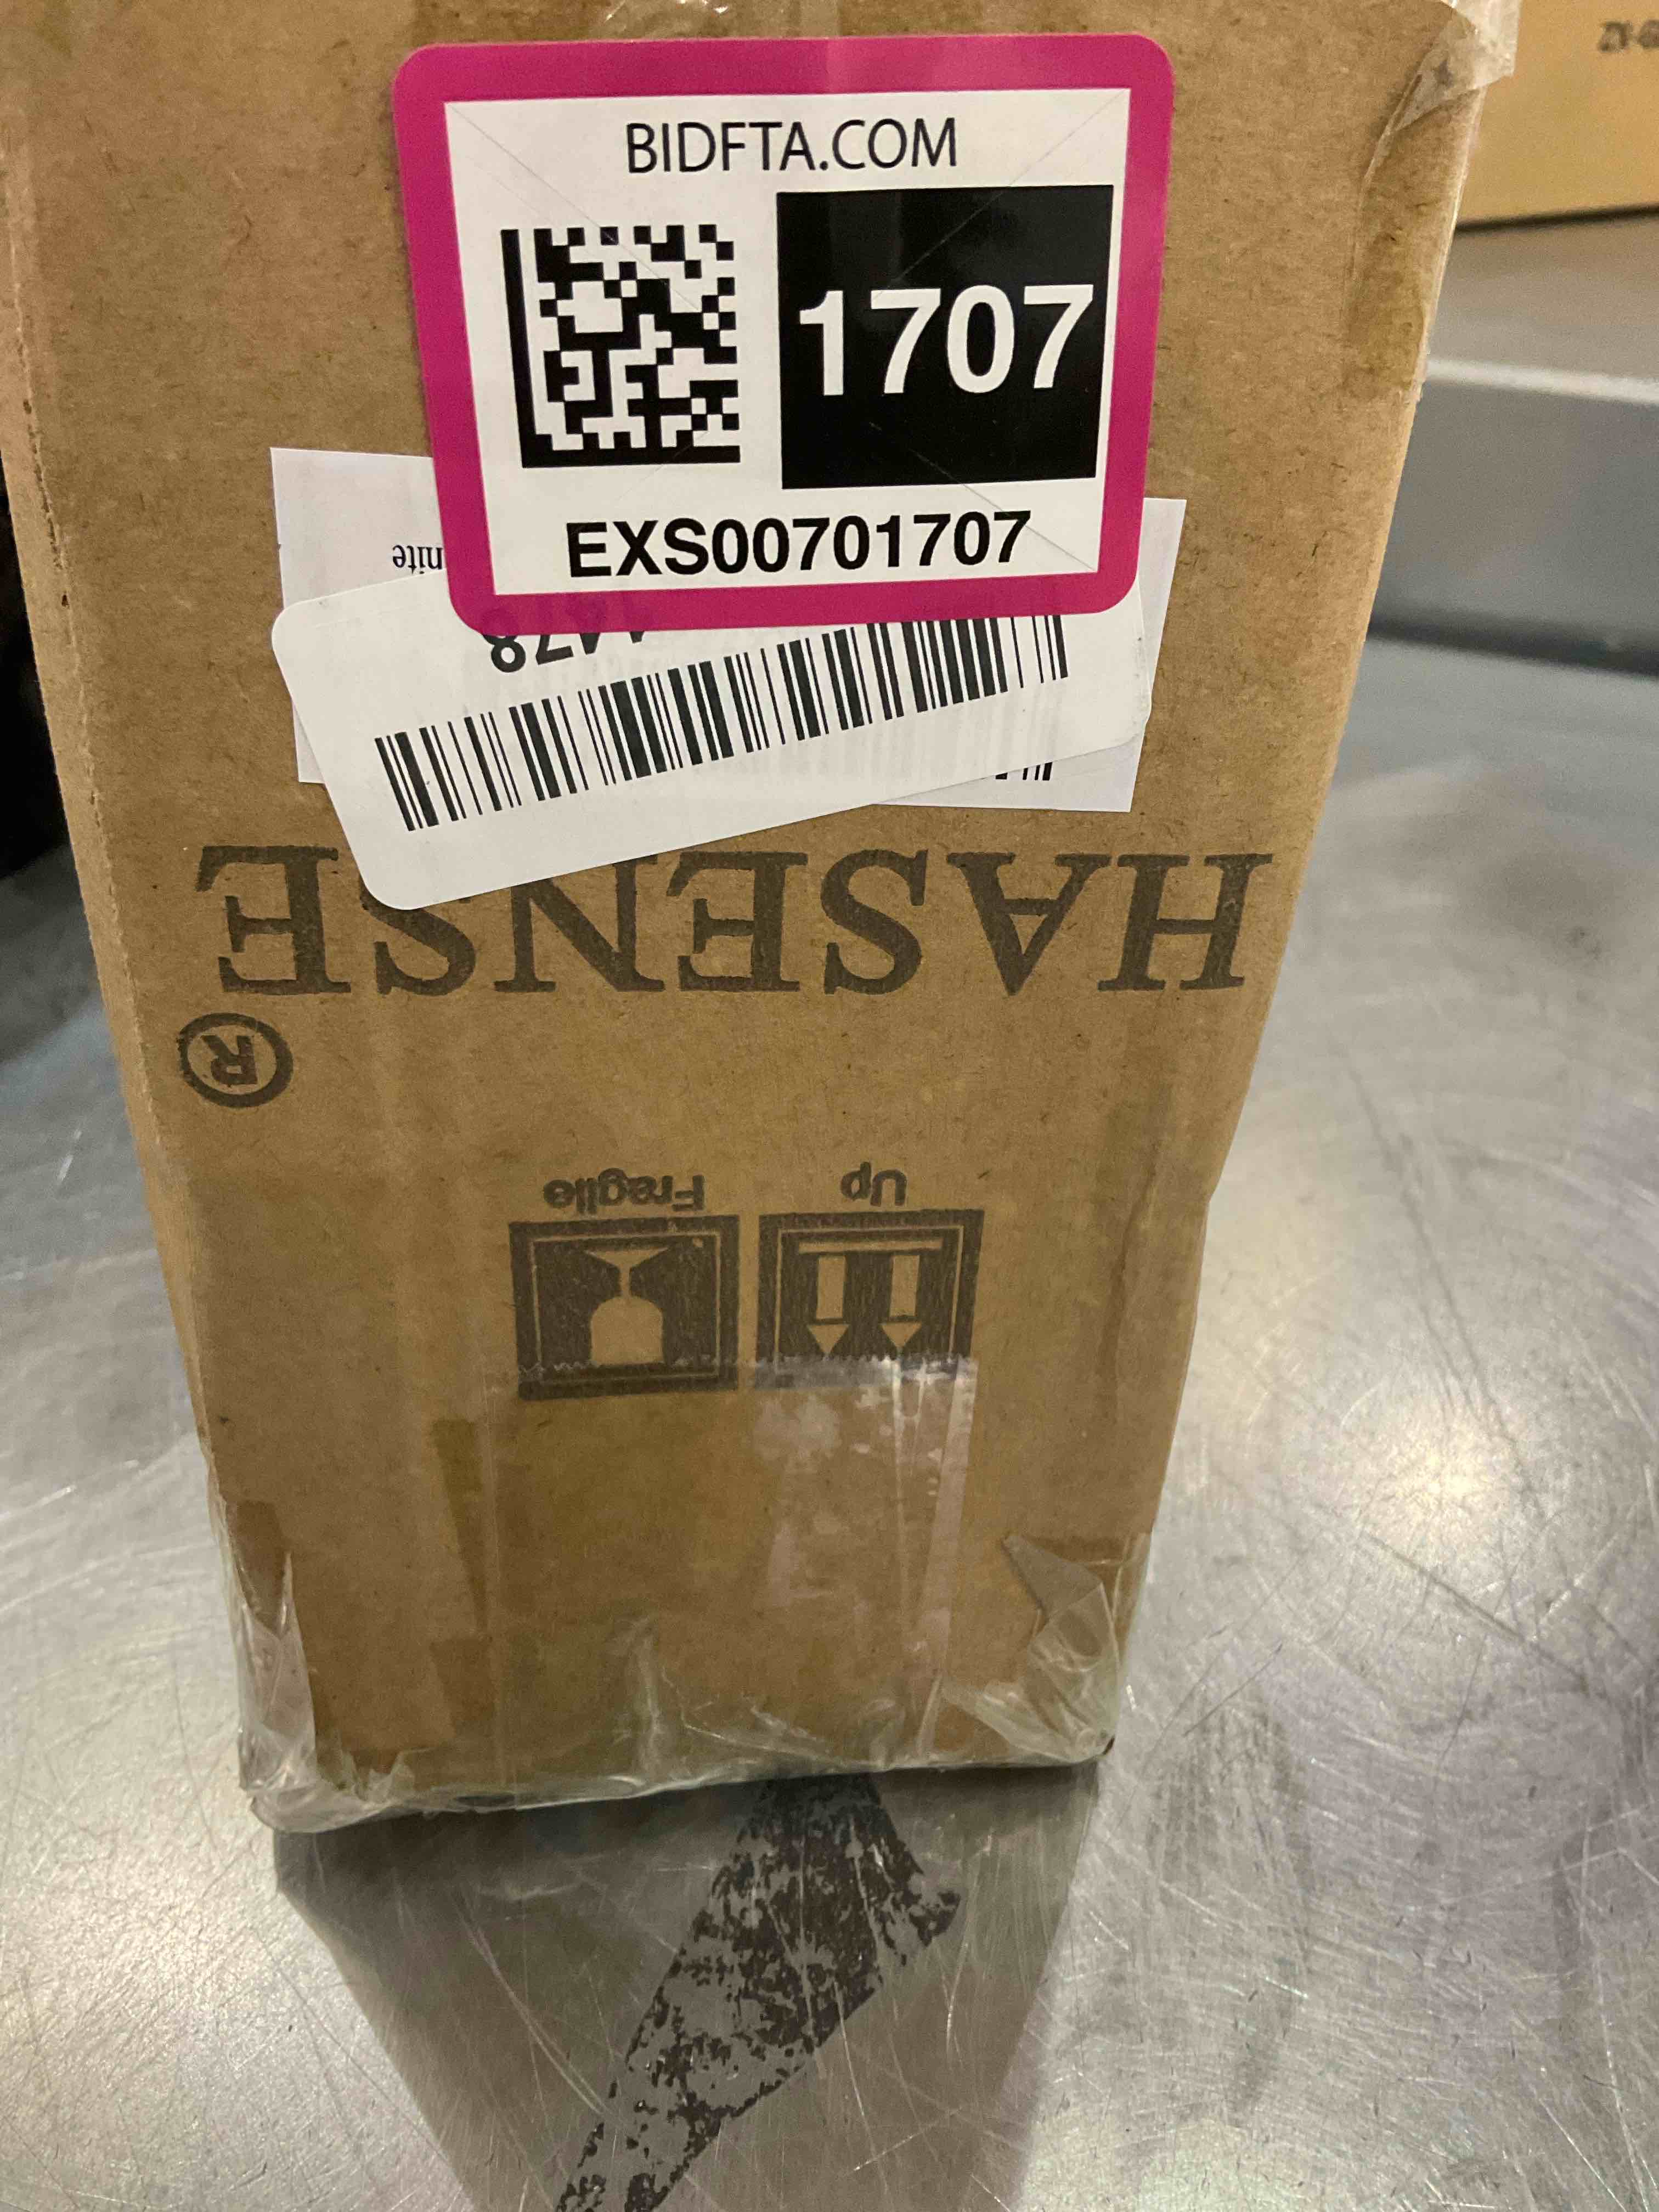 BIDFTA.COM
1707
EXS00701707
HASENSE
®
Fragile
Up